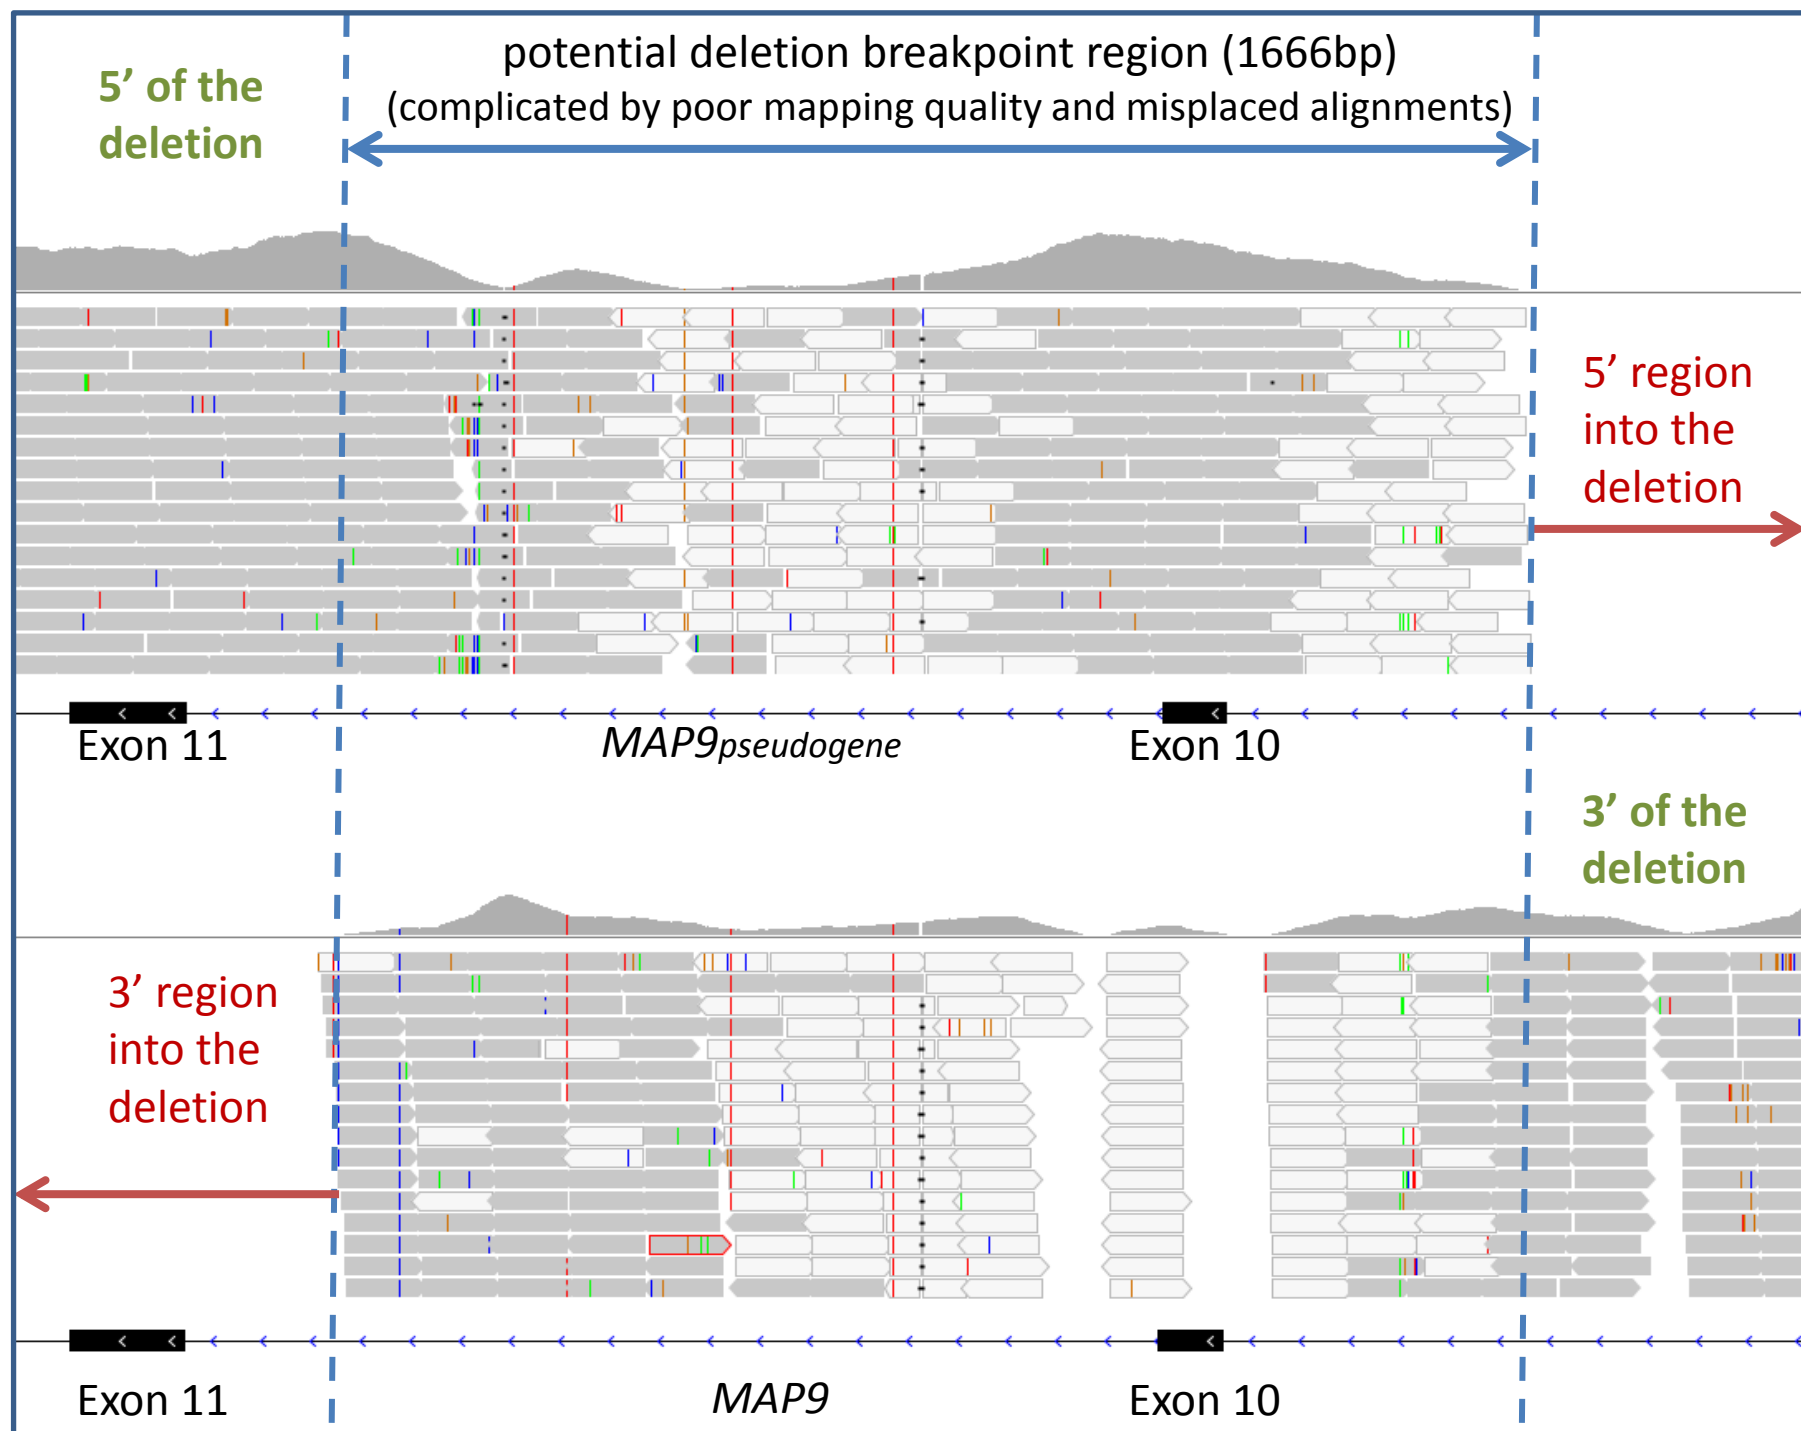 potential deletion breakpoint region (1666bp)
(complicated by poor mapping quality and misplaced alignments)
5’ of the
deletion
5’ region
into the
deletion
Exon 11
MAP9pseudogene
Exon 10
3’ of the
deletion
3’ region
into the
deletion
Exon 11
MAP9
Exon 10